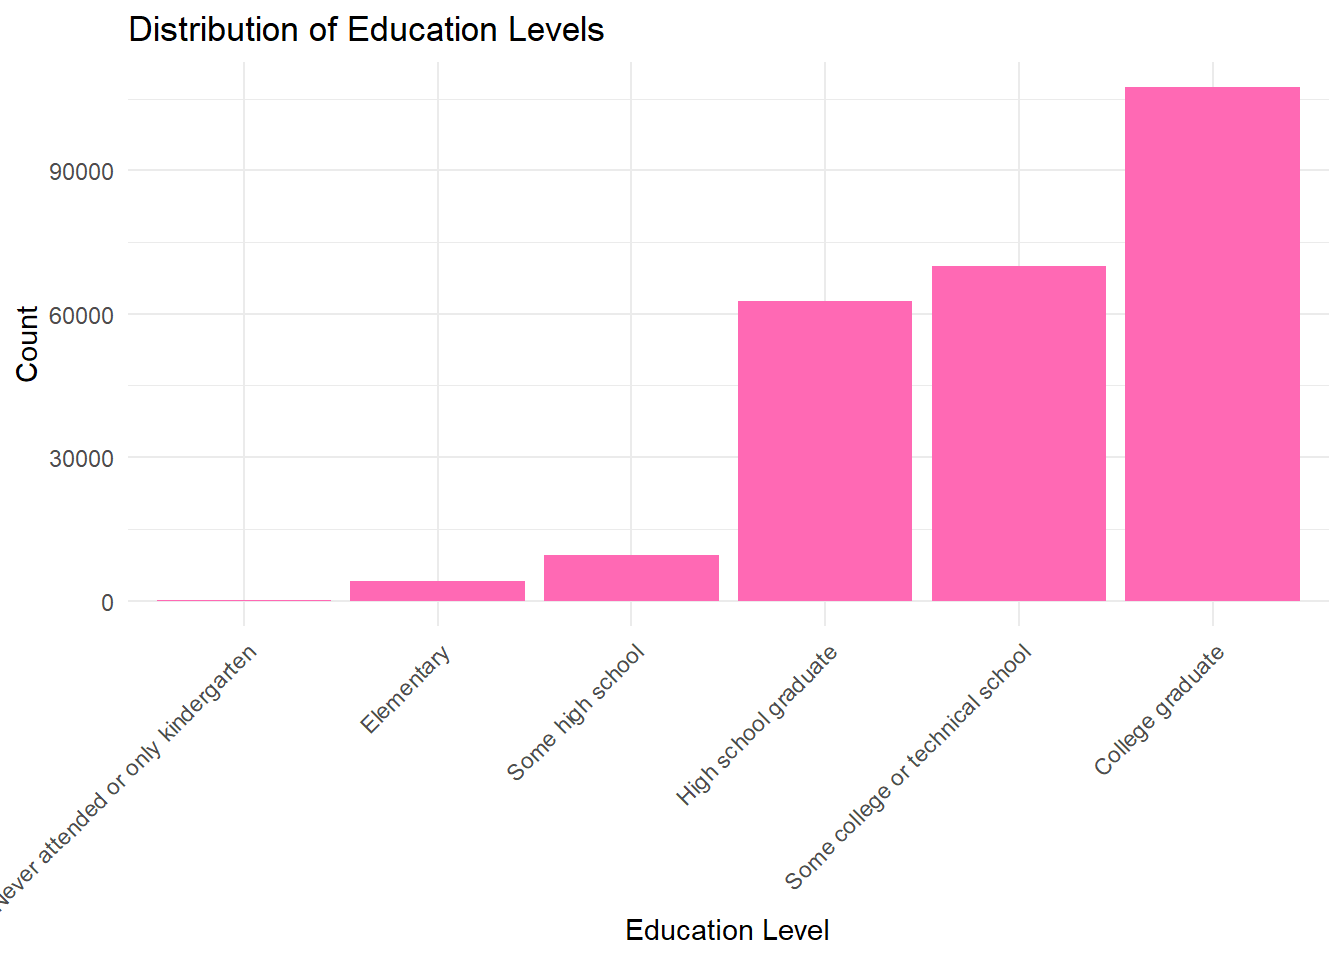 Distribution of Education Levels
Count
90000
60000
30000
0
Never attended or only kindergarten
Elementary
Some high school
High school graduate
Some college or technical school
College graduate
Education Level